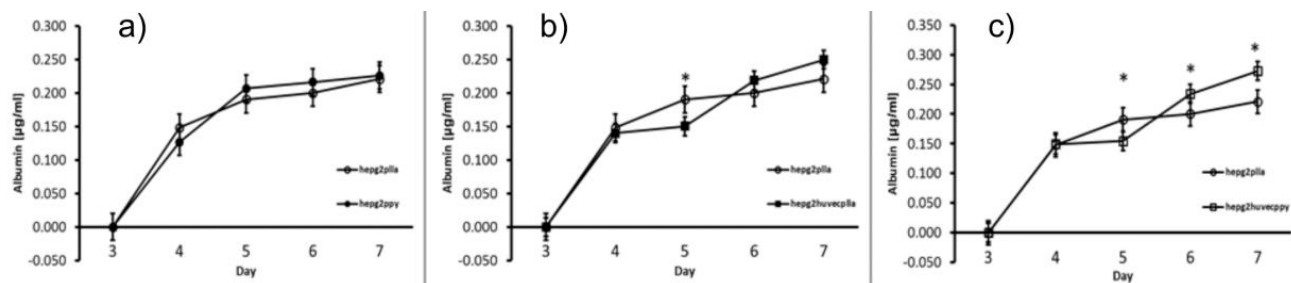 a)
0.300
0.250
0.200
0.150
0.100
0.050
0.000
-0.050
Albumin [µg/ml]
3 4 5 6 7
Day
hepg2plla
hepg2ppy
b)
0.300
0.250
0.200
0.150
0.100
0.050
0.000
-0.050
Albumin [µg/ml]
*
3 4 5 6 7
Day
hepg2plla
hepg2huvecplla
c)
0.350
0.300
0.250
0.200
0.150
0.100
0.050
0.000
-0.050
Albumin [µg/ml]
* * *
3 4 5 6 7
Day
hepg2plla
hepg2huvecppy